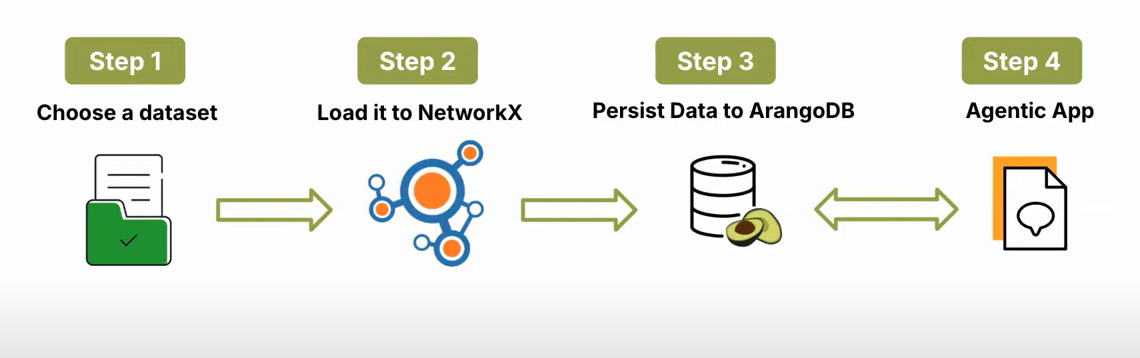 Step 1
Step 2
Step 3
Step 4
Choose a dataset
Load it to NetworkX
Persist Data to ArangoDB
Agentic App